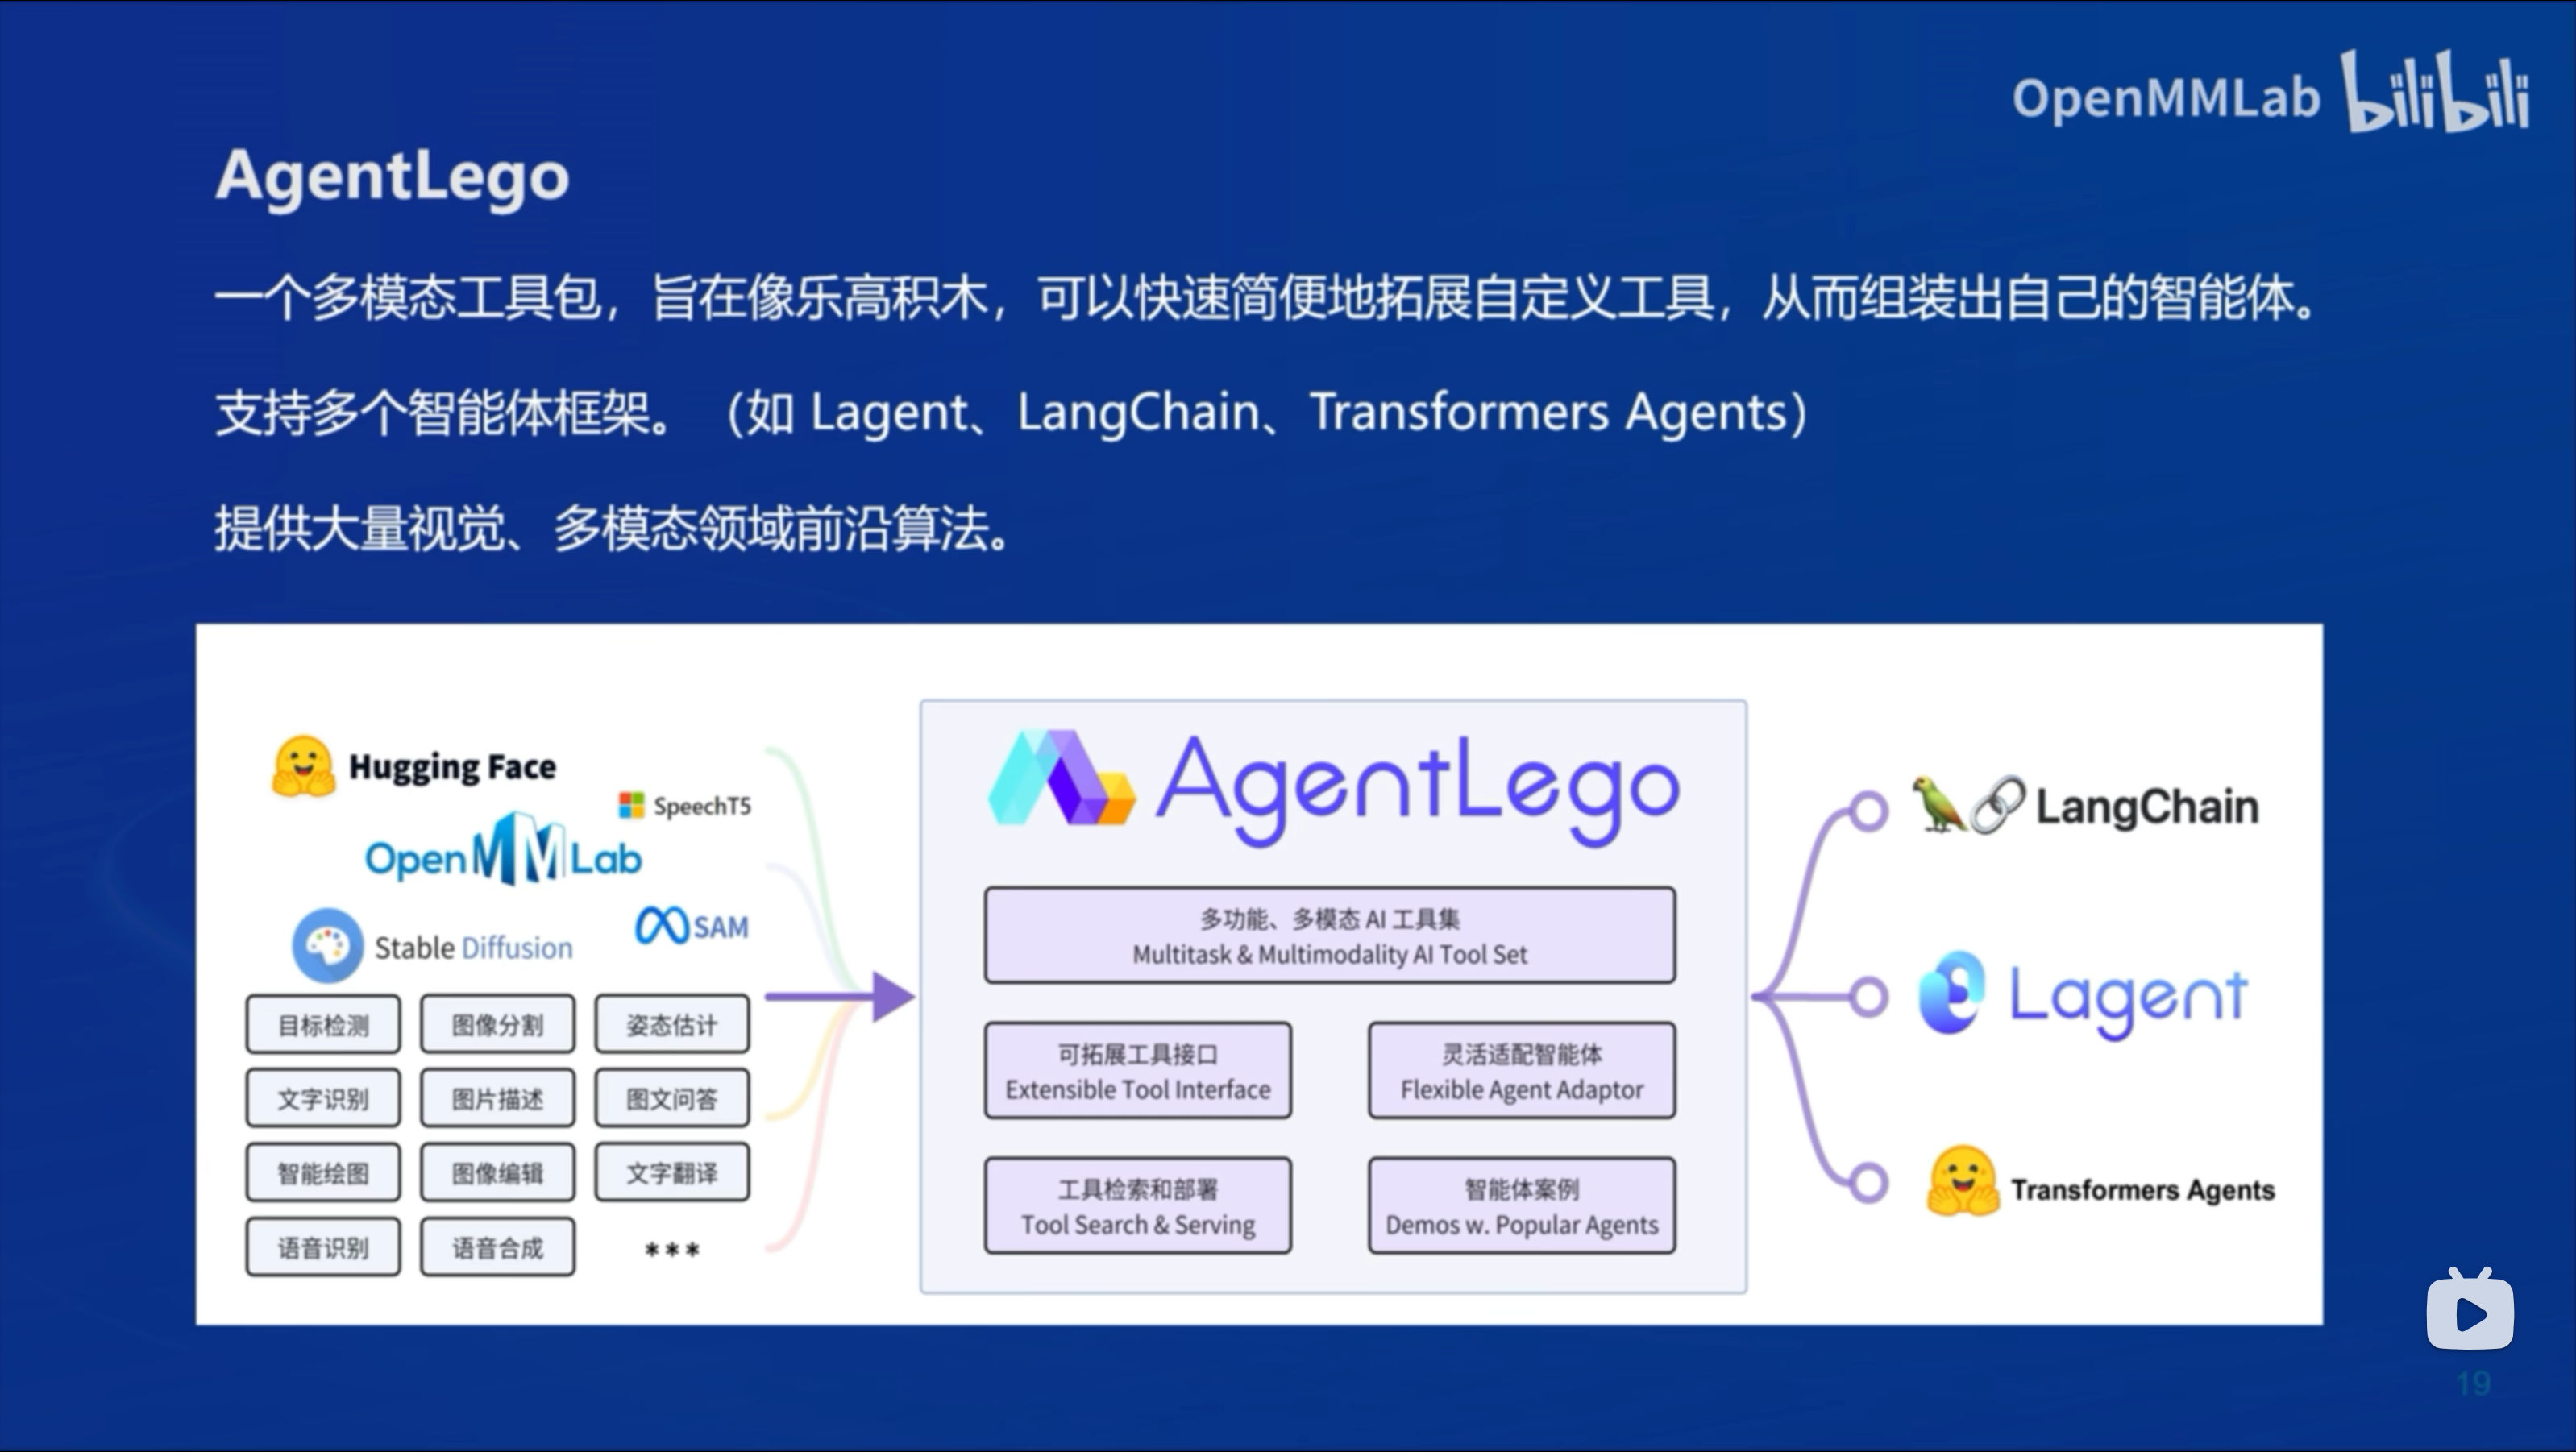 OpenMMLab bilibili
AgentLego
一个多模态工具包，旨在像乐高积木，可以快速简便地拓展自定义工具，从而组装出自己的智能体。
支持多个智能体框架。（如 Lagent、LangChain、Transformers Agents）
提供大量视觉、多模态领域前沿算法。
Hugging Face
SpeechT5
OpenMMLab
Stable Diffusion
SAM
目标检测
图像分割
姿态估计
文字识别
图片描述
图文问答
智能绘图
图像编辑
文字翻译
语音识别
语音合成
***
AgentLego
多功能、多模态 AI 工具集
Multitask & Multimodality AI Tool Set
可拓展工具接口
Extensible Tool Interface
灵活适配智能体
Flexible Agent Adaptor
工具检索和部署
Tool Search & Serving
智能体案例
Demos w. Popular Agents
LangChain
Lagent
Transformers Agents
19